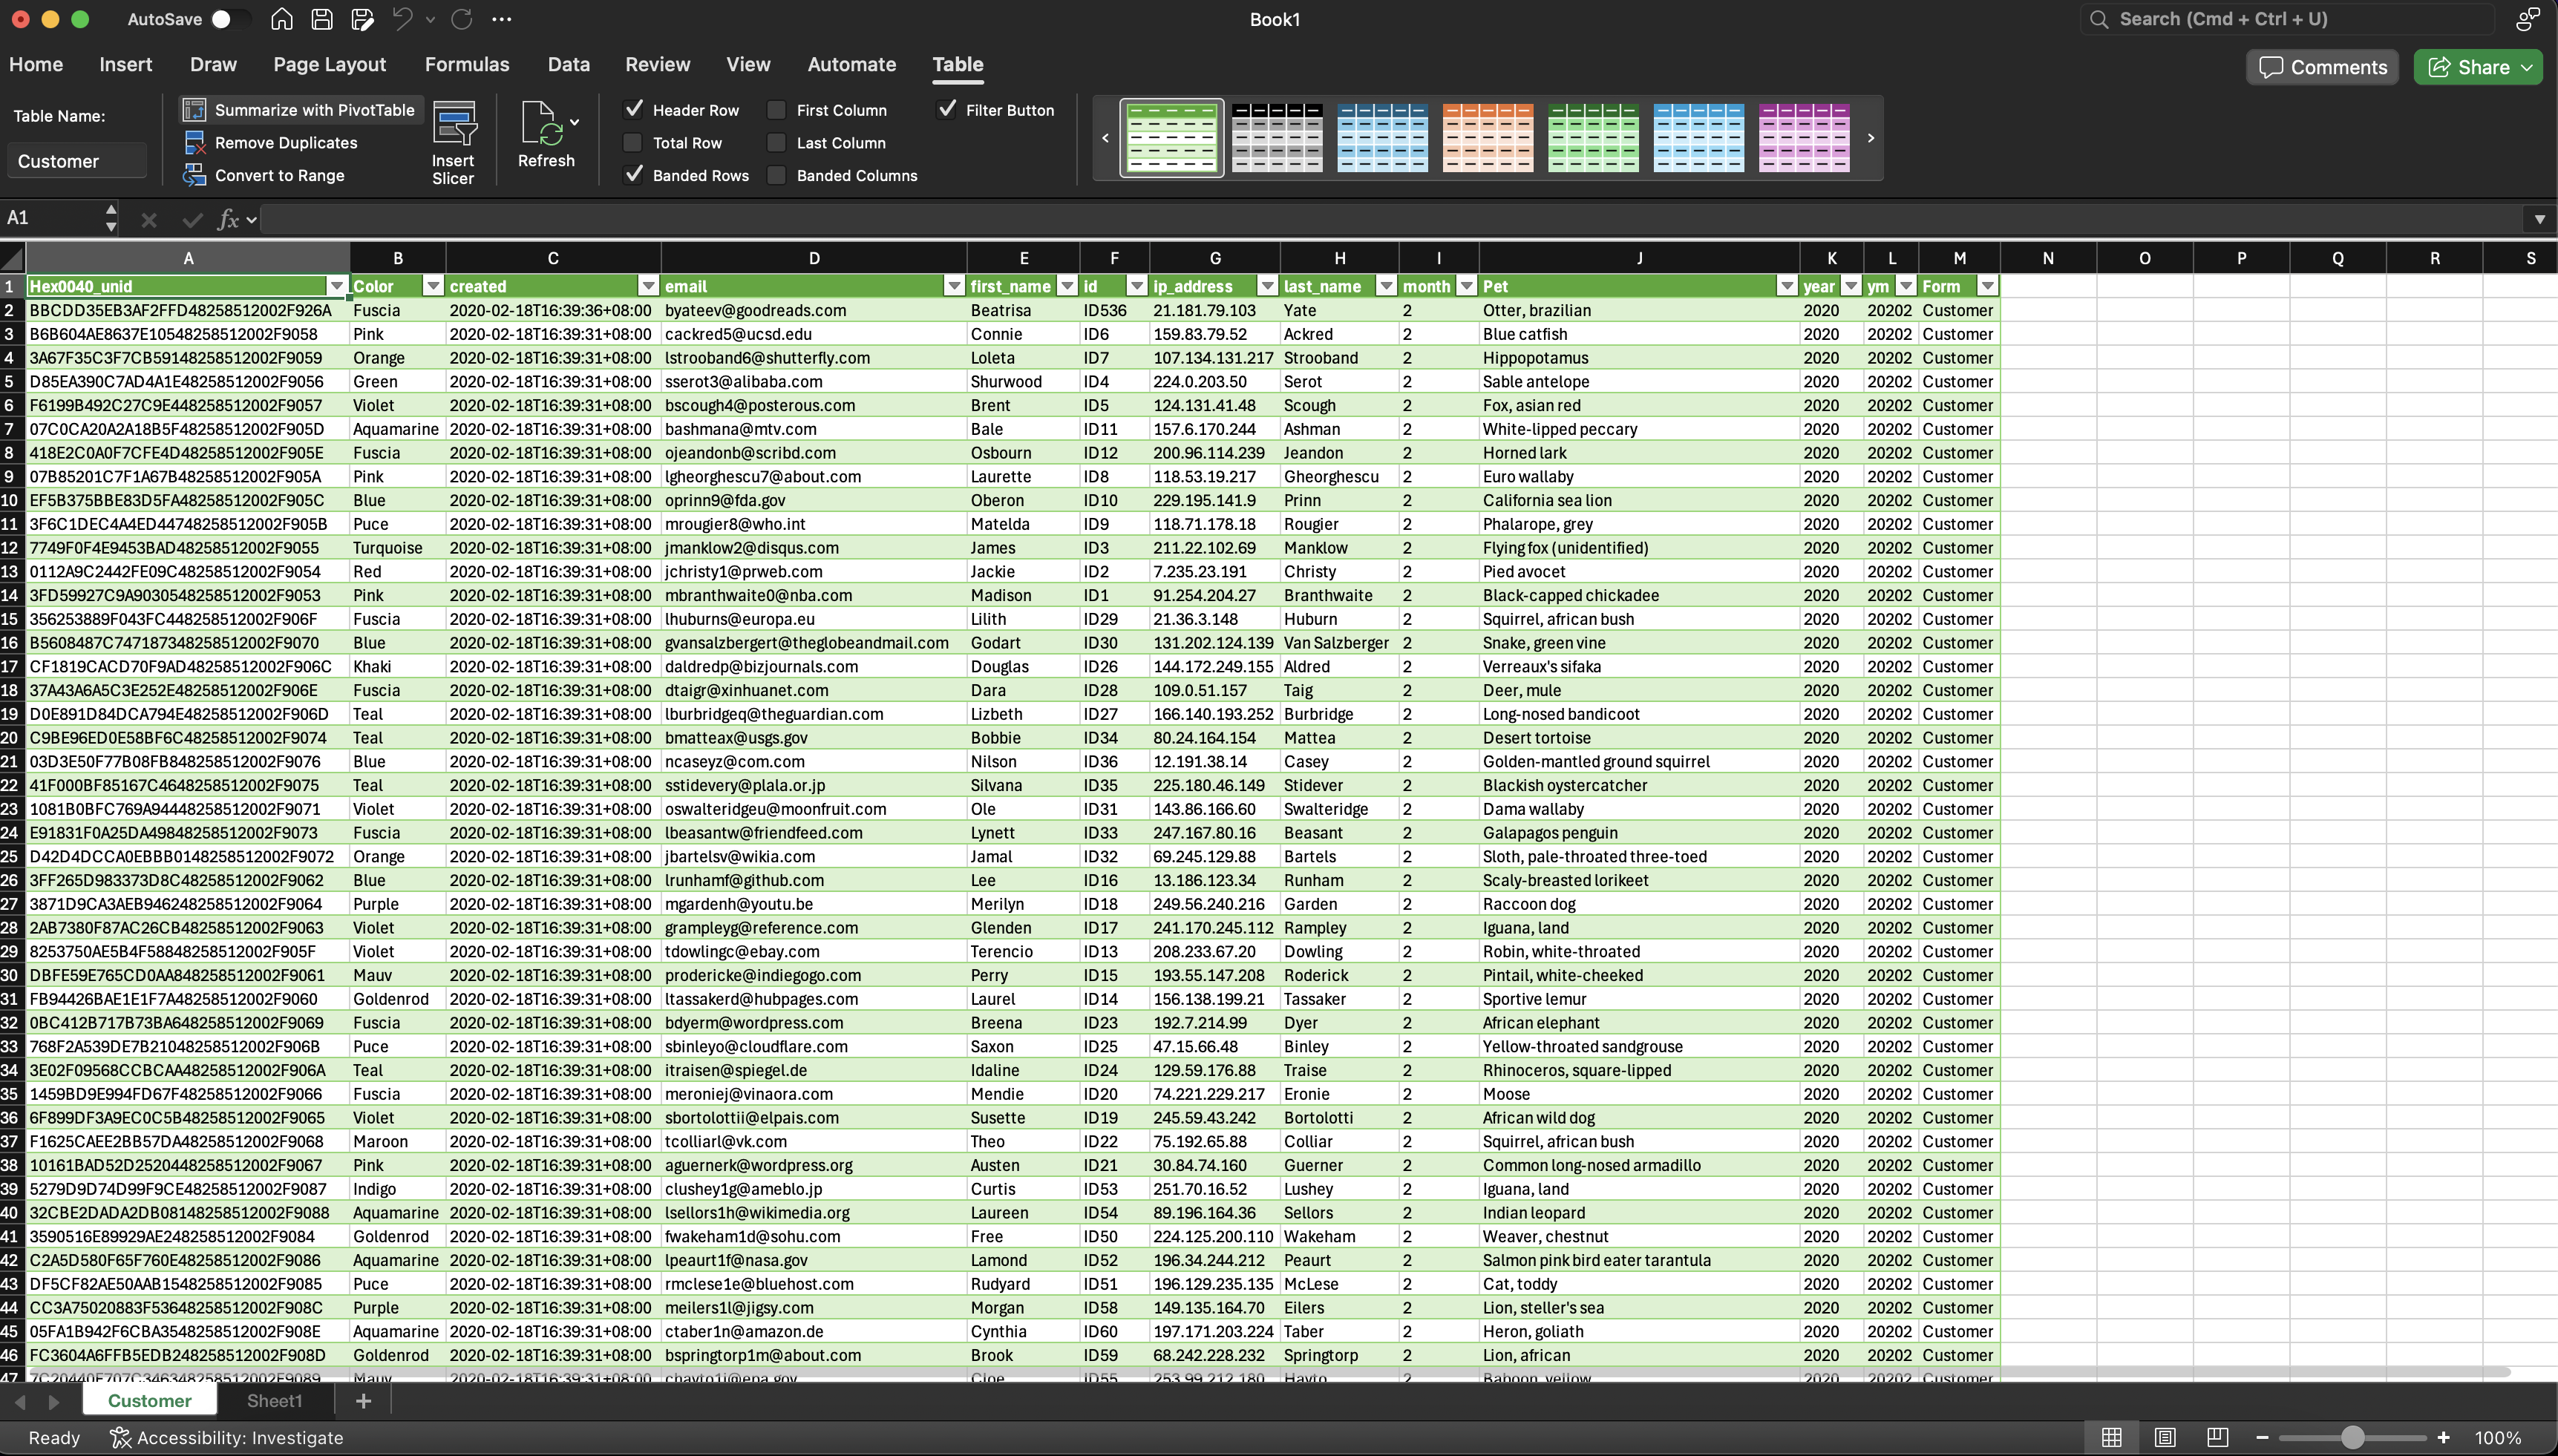 AutoSave Book1 Search (Cmd + Ctrl + U)
Home Insert Draw Page Layout Formulas Data Review View Automate Table Comments Share
Table Name: Summarize with PivotTable Header Row First Column Filter Button
Customer Remove Duplicates Insert Slicer Refresh Total Row Last Column
Convert to Range Banded Rows Banded Columns
A1 fx
A B C D E F G H I J K L M N O P Q R S
1 Hex0040_unid Color created email first_name id ip_address last_name month Pet year ym Form
2 BBCDD35EB3AF2FFD48258512002F926A Fuscia 2020-02-18T16:39:36+08:00 byateev@goodreads.com Beatrisa ID536 21.181.79.103 Yate 2 Otter, brazilian 2020 20202 Customer
3 B6B604AE8637E10548258512002F9058 Pink 2020-02-18T16:39:31+08:00 cackred5@ucsd.edu Connie ID6 159.83.79.52 Ackred 2 Blue catfish 2020 20202 Customer
4 3A67F35C3F7CB59148258512002F9059 Orange 2020-02-18T16:39:31+08:00 lstrooband6@shutterfly.com Loleta ID7 107.134.131.217 Strooband 2 Hippopotamus 2020 20202 Customer
5 D85EA390C7AD4A1E48258512002F9056 Green 2020-02-18T16:39:31+08:00 sserot3@alibaba.com Shurwood ID4 224.0.203.50 Serot 2 Sable antelope 2020 20202 Customer
6 F6199B492C27C9E448258512002F9057 Violet 2020-02-18T16:39:31+08:00 bscough4@posterous.com Brent ID5 124.131.41.48 Scough 2 Fox, asian red 2020 20202 Customer
7 07C0CA20A2A18B5F48258512002F905D Aquamarine 2020-02-18T16:39:31+08:00 bashmana@mtv.com Bale ID11 157.6.170.244 Ashman 2 White-lipped peccary 2020 20202 Customer
8 418E2C0A0F7CFE4D48258512002F905E Fuscia 2020-02-18T16:39:31+08:00 ojeandonb@scribd.com Osbourn ID12 200.96.114.239 Jeandon 2 Horned lark 2020 20202 Customer
9 07B85201C7F1A67B48258512002F905A Pink 2020-02-18T16:39:31+08:00 lgheorghescu7@about.com Laurette ID8 118.53.19.217 Gheorghescu 2 Euro wallaby 2020 20202 Customer
10 EF5B375BBE83D5FA48258512002F905C Blue 2020-02-18T16:39:31+08:00 oprinn9@fda.gov Oberon ID10 229.195.141.9 Prinn 2 California sea lion 2020 20202 Customer
11 3F6C1DEC4A4ED44748258512002F905B Puce 2020-02-18T16:39:31+08:00 mrougier8@who.int Matelda ID9 118.71.178.18 Rougier 2 Phalarope, grey 2020 20202 Customer
12 7749F0F4E9453BAD48258512002F9055 Turquoise 2020-02-18T16:39:31+08:00 jmanklow2@disqus.com James ID3 211.22.102.69 Manklow 2 Flying fox (unidentified) 2020 20202 Customer
13 0112A9C2442FE09C48258512002F9054 Red 2020-02-18T16:39:31+08:00 jchristy1@prweb.com Jackie ID2 7.235.23.191 Christy 2 Pied avocet 2020 20202 Customer
14 3FD59927C9A9030548258512002F9053 Pink 2020-02-18T16:39:31+08:00 mbranthwaite0@nba.com Madison ID1 91.254.204.27 Branthwaite 2 Black-capped chickadee 2020 20202 Customer
15 356253889F043FC448258512002F906F Fuscia 2020-02-18T16:39:31+08:00 lhuburns@europa.eu Lilith ID29 21.36.3.148 Huburn 2 Squirrel, african bush 2020 20202 Customer
16 B5608487C747187348258512002F9070 Blue 2020-02-18T16:39:31+08:00 gvansalzbergert@theglobeandmail.com Godart ID30 131.202.124.139 Van Salzberger 2 Snake, green vine 2020 20202 Customer
17 CF1819CACD70F9AD48258512002F906C Khaki 2020-02-18T16:39:31+08:00 daldredp@bizjournals.com Douglas ID26 144.172.249.155 Aldred 2 Verreaux's sifaka 2020 20202 Customer
18 37A43A6A5C3E252E48258512002F906E Fuscia 2020-02-18T16:39:31+08:00 dtaigr@xinhuanet.com Dara ID28 109.0.51.157 Taig 2 Deer, mule 2020 20202 Customer
19 D0E891D84DCA794E48258512002F906D Teal 2020-02-18T16:39:31+08:00 lburbridgeq@theguardian.com Lizbeth ID27 166.140.193.252 Burbridge 2 Long-nosed bandicoot 2020 20202 Customer
20 C9BE96ED0E58BF6C48258512002F9074 Teal 2020-02-18T16:39:31+08:00 bmatteax@usgs.gov Bobbie ID34 80.24.164.154 Mattea 2 Desert tortoise 2020 20202 Customer
21 03D3E50F77B08FB848258512002F9076 Blue 2020-02-18T16:39:31+08:00 ncaseyz@com.com Nilson ID36 12.191.38.14 Casey 2 Golden-mantled ground squirrel 2020 20202 Customer
22 41F000BF85167C4648258512002F9075 Teal 2020-02-18T16:39:31+08:00 sstidevery@plala.or.jp Silvana ID35 225.180.46.149 Stidever 2 Blackish oystercatcher 2020 20202 Customer
23 1081B0BFC769A94448258512002F9071 Violet 2020-02-18T16:39:31+08:00 oswalteridgeu@moonfruit.com Ole ID31 143.86.166.60 Swalteridge 2 Dama wallaby 2020 20202 Customer
24 E91831F0A25DA49848258512002F9073 Fuscia 2020-02-18T16:39:31+08:00 lbeasantw@friendfeed.com Lynett ID33 247.167.80.16 Beasant 2 Galapagos penguin 2020 20202 Customer
25 D42D4DCCA0EBBB0148258512002F9072 Orange 2020-02-18T16:39:31+08:00 jbartelsv@wikia.com Jamal ID32 69.245.129.88 Bartels 2 Sloth, pale-throated three-toed 2020 20202 Customer
26 3FF265D983373D8C48258512002F9062 Blue 2020-02-18T16:39:31+08:00 lrunhamf@github.com Lee ID16 13.186.123.34 Runham 2 Scaly-breasted lorikeet 2020 20202 Customer
27 3871D9CA3AEB946248258512002F9064 Purple 2020-02-18T16:39:31+08:00 mgardenh@youtu.be Merilyn ID18 249.56.240.216 Garden 2 Raccoon dog 2020 20202 Customer
28 2AB7380F87AC26CB48258512002F9063 Violet 2020-02-18T16:39:31+08:00 grampleyg@reference.com Glenden ID17 241.170.245.112 Rampley 2 Iguana, land 2020 20202 Customer
29 8253750AE5B4F58848258512002F905F Violet 2020-02-18T16:39:31+08:00 tdowlingc@ebay.com Terencio ID13 208.233.67.20 Dowling 2 Robin, white-throated 2020 20202 Customer
30 DBFE59E765CD0AA848258512002F9061 Mauv 2020-02-18T16:39:31+08:00 prodericke@indiegogo.com Perry ID15 193.55.147.208 Roderick 2 Pintail, white-cheeked 2020 20202 Customer
31 FB94426BAE1E1F7A48258512002F9060 Goldenrod 2020-02-18T16:39:31+08:00 ltassakerd@hubpages.com Laurel ID14 156.138.199.21 Tassaker 2 Sportive lemur 2020 20202 Customer
32 0BC412B717B73BA648258512002F9069 Fuscia 2020-02-18T16:39:31+08:00 bdyerm@wordpress.com Breena ID23 192.7.214.99 Dyer 2 African elephant 2020 20202 Customer
33 768F2A539DE7B21048258512002F906B Puce 2020-02-18T16:39:31+08:00 sbinleyo@cloudflare.com Saxon ID25 47.15.66.48 Binley 2 Yellow-throated sandgrouse 2020 20202 Customer
34 3E02F09568CCBCAA48258512002F906A Teal 2020-02-18T16:39:31+08:00 itraisen@spiegel.de Idaline ID24 129.59.176.88 Traise 2 Rhinoceros, square-lipped 2020 20202 Customer
35 1459BD9E994FD67F48258512002F9066 Fuscia 2020-02-18T16:39:31+08:00 meroniej@vinaora.com Mendie ID20 74.221.229.217 Eronie 2 Moose 2020 20202 Customer
36 6F899DF3A9EC0C5B48258512002F9065 Violet 2020-02-18T16:39:31+08:00 sbortolottii@elpais.com Susette ID19 245.59.43.242 Bortolotti 2 African wild dog 2020 20202 Customer
37 F1625CAEE2BB57DA48258512002F9068 Maroon 2020-02-18T16:39:31+08:00 tcolliarl@vk.com Theo ID22 75.192.65.88 Colliar 2 Squirrel, african bush 2020 20202 Customer
38 10161BAD52D2520448258512002F9067 Pink 2020-02-18T16:39:31+08:00 aguernerk@wordpress.org Austen ID21 30.84.74.160 Guerner 2 Common long-nosed armadillo 2020 20202 Customer
39 5279D9D74D99F9CE48258512002F9087 Indigo 2020-02-18T16:39:31+08:00 clushey1g@ameblo.jp Curtis ID53 251.70.16.52 Lushey 2 Iguana, land 2020 20202 Customer
40 32CBE2DADA2DB08148258512002F9088 Aquamarine 2020-02-18T16:39:31+08:00 lsellors1h@wikimedia.org Laureen ID54 89.196.164.36 Sellors 2 Indian leopard 2020 20202 Customer
41 3590516E89929AE248258512002F9084 Goldenrod 2020-02-18T16:39:31+08:00 fwakeham1d@sohu.com Free ID50 224.125.200.110 Wakeham 2 Weaver, chestnut 2020 20202 Customer
42 C2A5D580F65F760E48258512002F9086 Aquamarine 2020-02-18T16:39:31+08:00 lpeaurt1f@nasa.gov Lamond ID52 196.34.244.212 Peaurt 2 Salmon pink bird eater tarantula 2020 20202 Customer
43 DF5CF82AE50AAB1548258512002F9085 Puce 2020-02-18T16:39:31+08:00 rmclese1e@bluehost.com Rudyard ID51 196.129.235.135 McLese 2 Cat, toddy 2020 20202 Customer
44 CC3A75020883F53648258512002F908C Purple 2020-02-18T16:39:31+08:00 meilers1l@jigsy.com Morgan ID58 149.135.164.70 Eilers 2 Lion, steller's sea 2020 20202 Customer
45 05FA1B942F6CBA3548258512002F908E Aquamarine 2020-02-18T16:39:31+08:00 ctaber1n@amazon.de Cynthia ID60 197.171.203.224 Taber 2 Heron, goliath 2020 20202 Customer
46 FC3604A6FFB5EDB248258512002F908D Goldenrod 2020-02-18T16:39:31+08:00 bspringtorp1m@about.com Brook ID59 68.242.228.232 Springtorp 2 Lion, african 2020 20202 Customer
47 Mauv 2020-02-18T16:39:31+08:00 Cloe ID55 253.99.212.180 Hayto 2 Baboon, yellow 2020 20202 Customer
Customer Sheet1 +
Ready Accessibility: Investigate 100%